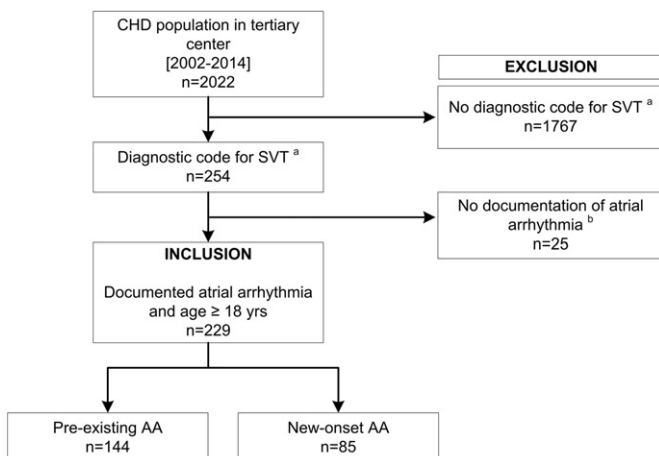 CHD population in tertiary
center
[2002-2014]
n=2022
EXCLUSION
No diagnostic code for SVT a
n=1767
Diagnostic code for SVT a
n=254
No documentation of atrial
arrhythmia b
n=25
INCLUSION
Documented atrial arrhythmia
and age ≥ 18 yrs
n=229
Pre-existing AA
n=144
New-onset AA
n=85